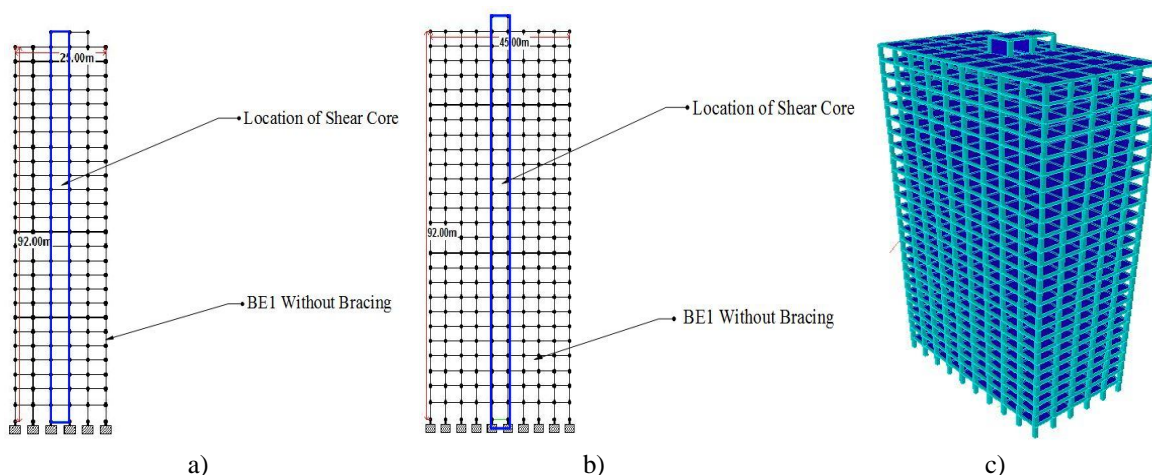 25.00m
Location of Shear Core
92.00m
BE1 Without Bracing
a)
45.00m
Location of Shear Core
92.00m
BE1 Without Bracing
b)
c)